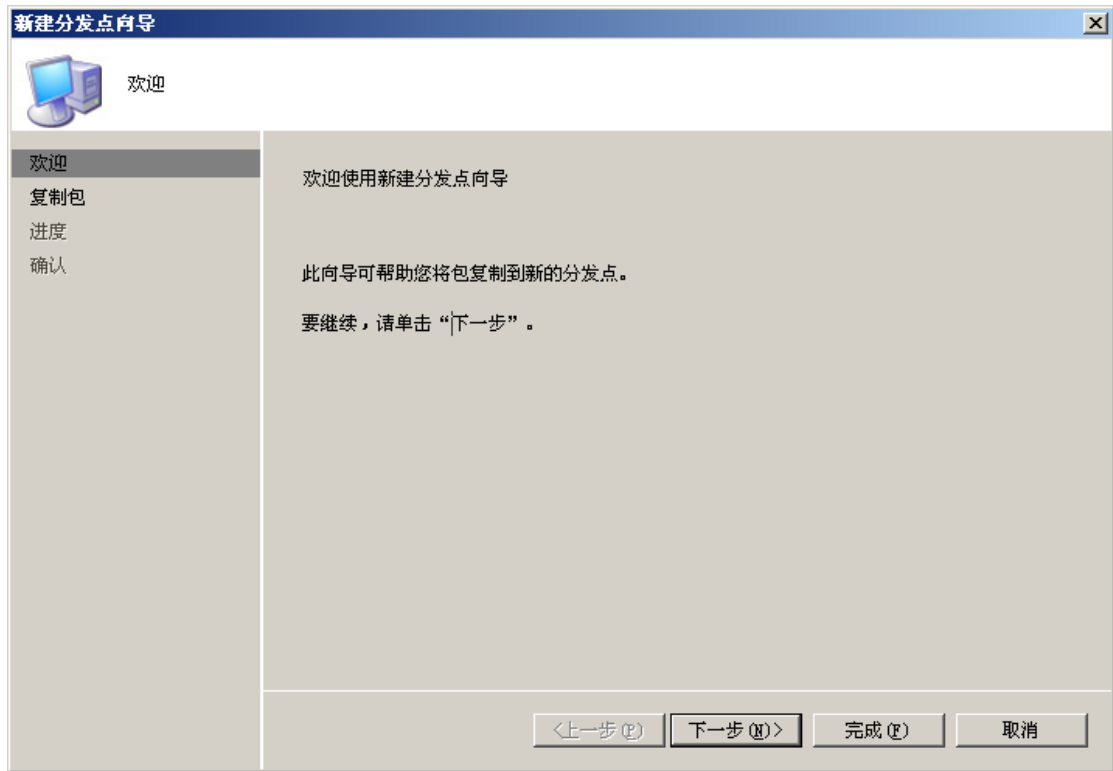 新建分发点向导
欢迎
欢迎
复制包
进度
确认
欢迎使用新建分发点向导
此向导可帮助您将包复制到新的分发点。
要继续，请单击“下一步”。
<上一步(P) 下一步(N)> 完成(F) 取消